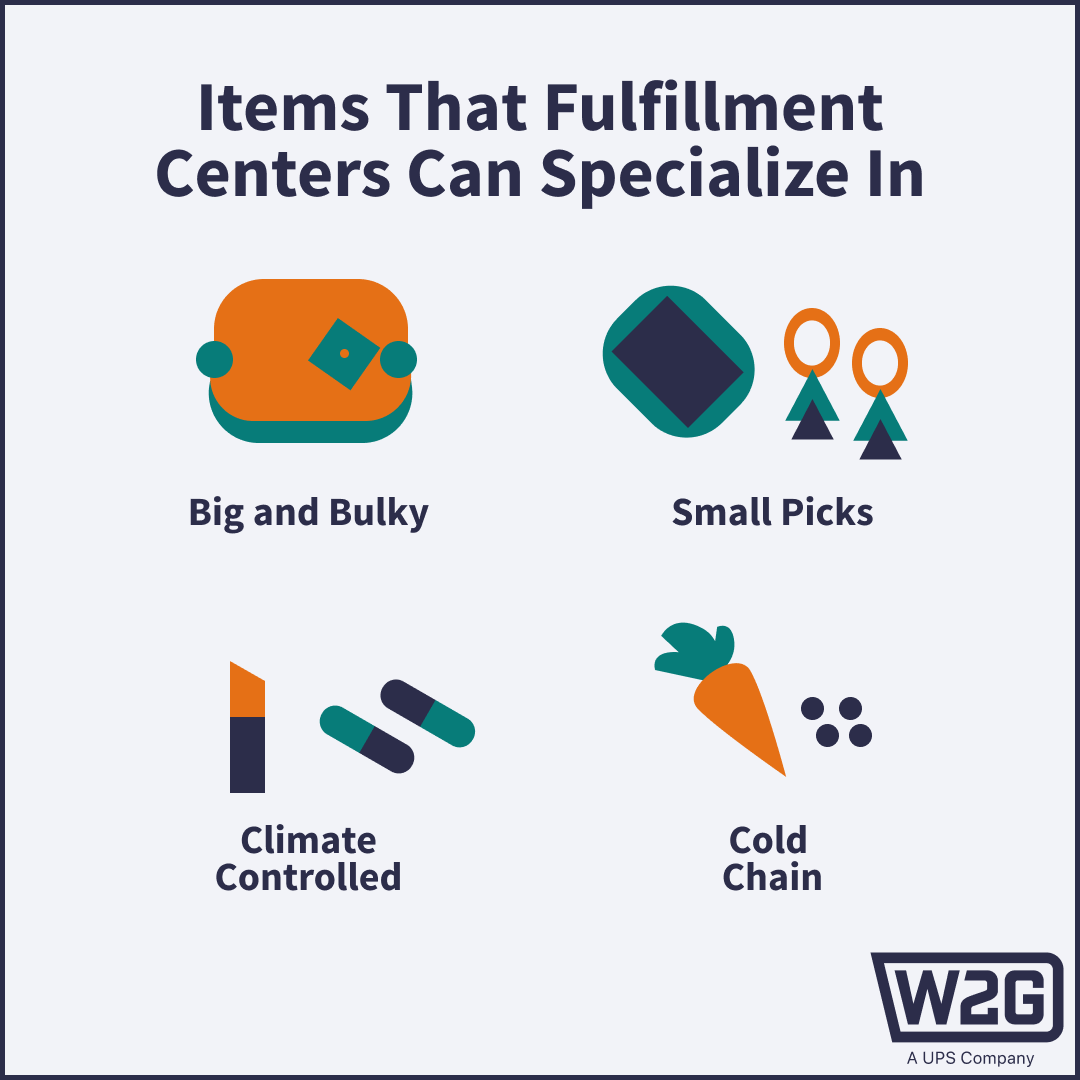 Items That Fulfillment
Centers Can Specialize In
Big and Bulky
Small Picks
Climate
Controlled
Cold
Chain
W2G
A UPS Company